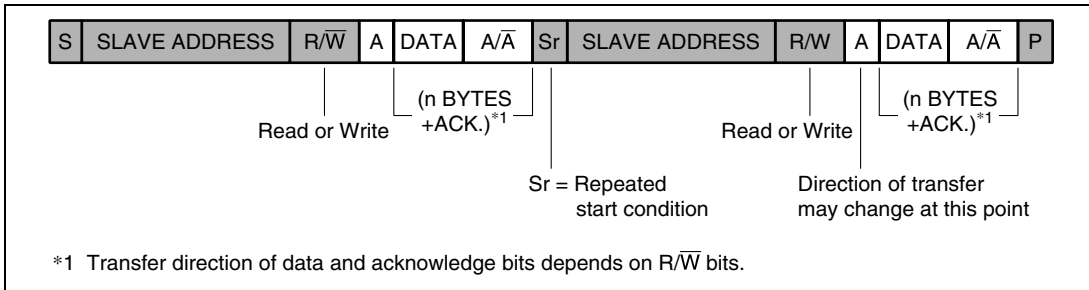 S SLAVE ADDRESS R/W̅ A DATA A/A̅ Sr SLAVE ADDRESS R/W A DATA A/A̅ P
(n BYTES +ACK.)*1
Read or Write
(n BYTES +ACK.)*1
Read or Write
Sr = Repeated
start condition
Direction of transfer
may change at this point
*1 Transfer direction of data and acknowledge bits depends on R/W̅ bits.